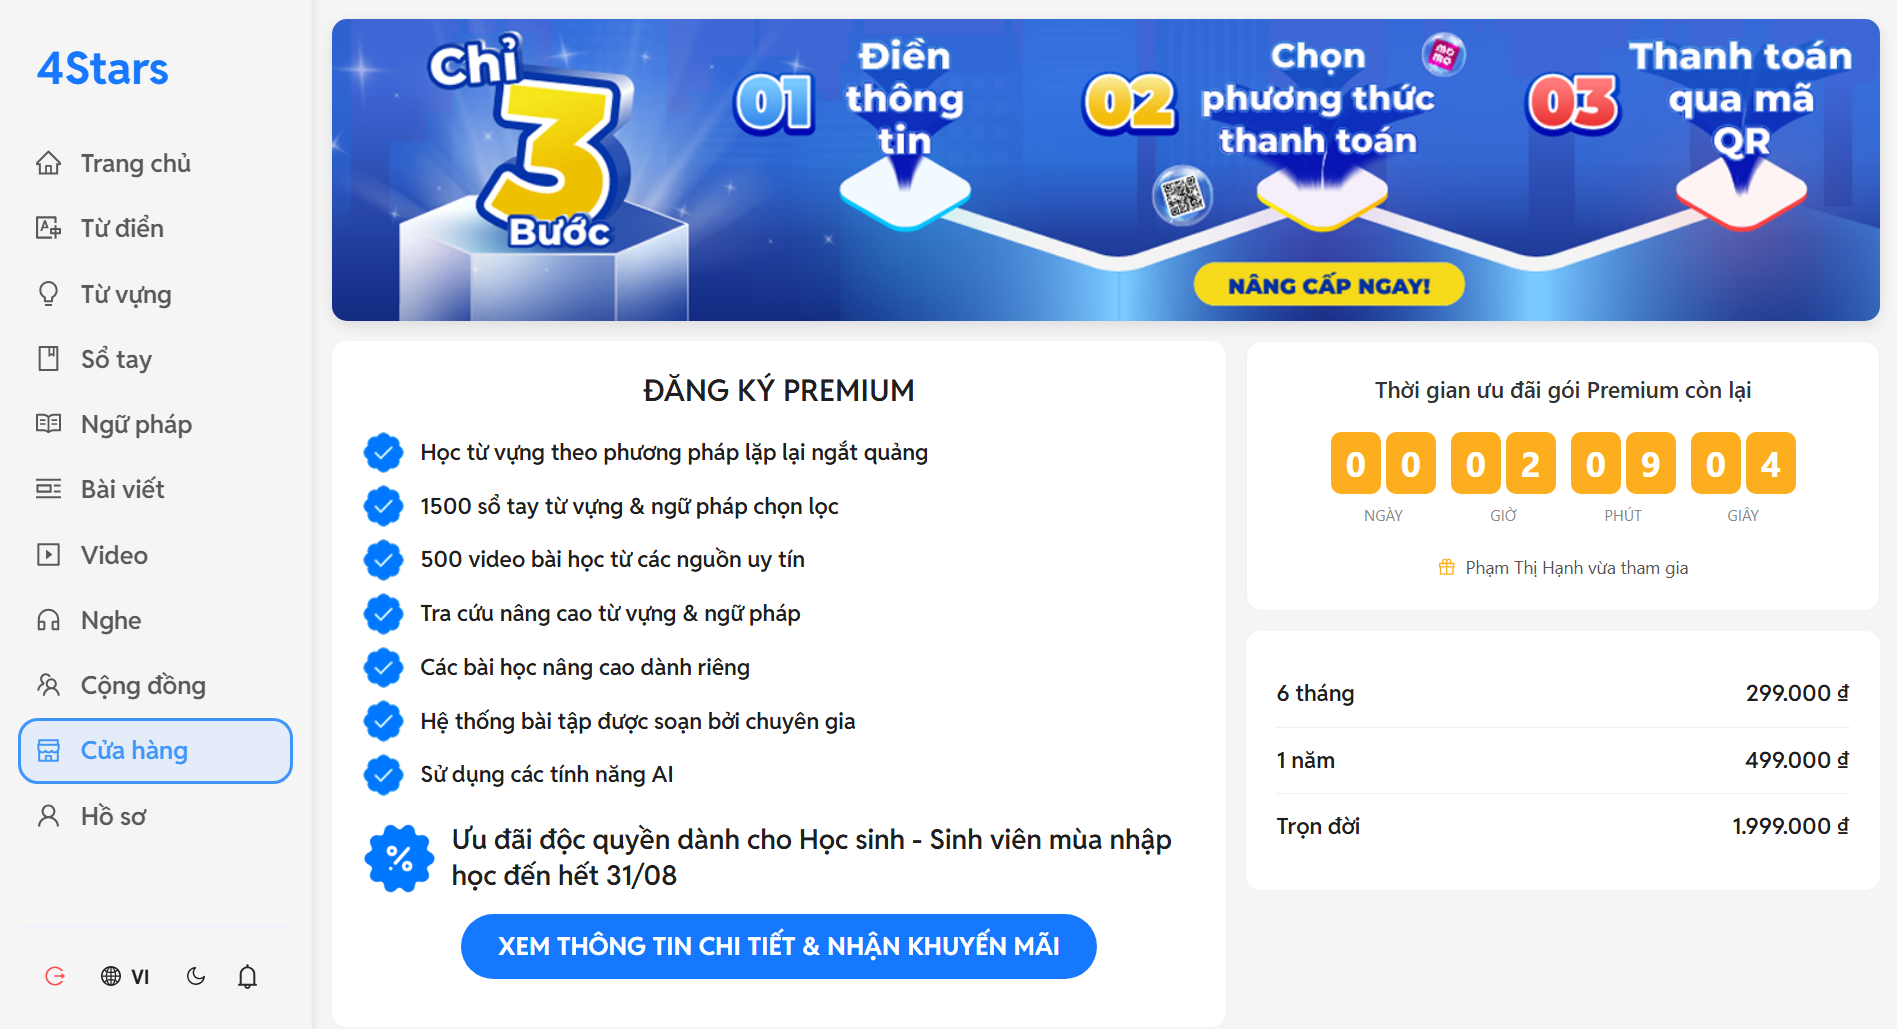 4Stars
Trang chủ
Từ điển
Từ vựng
Sổ tay
Ngữ pháp
Bài viết
Video
Nghe
Cộng đồng
Cửa hàng
Hồ sơ
VI
Chỉ
3
Bước
01
Điền
thông
tin
02
Chọn
phương thức
thanh toán
mo
mo
03
Thanh toán
qua mã
QR
NÂNG CẤP NGAY!
ĐĂNG KÝ PREMIUM
Học từ vựng theo phương pháp lặp lại ngắt quảng
1500 sổ tay từ vựng & ngữ pháp chọn lọc
500 video bài học từ các nguồn uy tín
Tra cứu nâng cao từ vựng & ngữ pháp
Các bài học nâng cao dành riêng
Hệ thống bài tập được soạn bởi chuyên gia
Sử dụng các tính năng AI
Ưu đãi độc quyền dành cho Học sinh - Sinh viên mùa nhập
học đến hết 31/08
XEM THÔNG TIN CHI TIẾT & NHẬN KHUYẾN MÃI
Thời gian ưu đãi gói Premium còn lại
0 0 0 2 0 9 0 4
NGÀY GIỜ PHÚT GIÂY
Phạm Thị Hạnh vừa tham gia
6 tháng 299.000 ₫
1 năm 499.000 ₫
Trọn đời 1.999.000 ₫